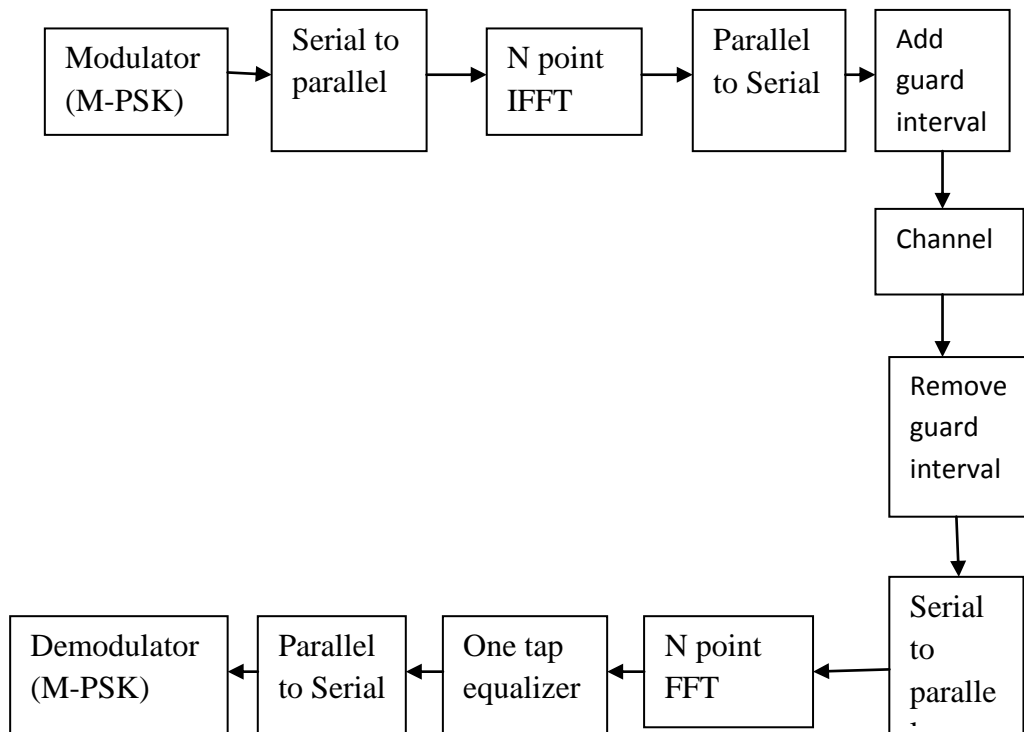 Modulator
(M-PSK)
Serial to
parallel
N point
IFFT
Parallel
to Serial
Add
guard
interval
Channel
Remove
guard
interval
Serial
to
paralle
N point
FFT
One tap
equalizer
Parallel
to Serial
Demodulator
(M-PSK)